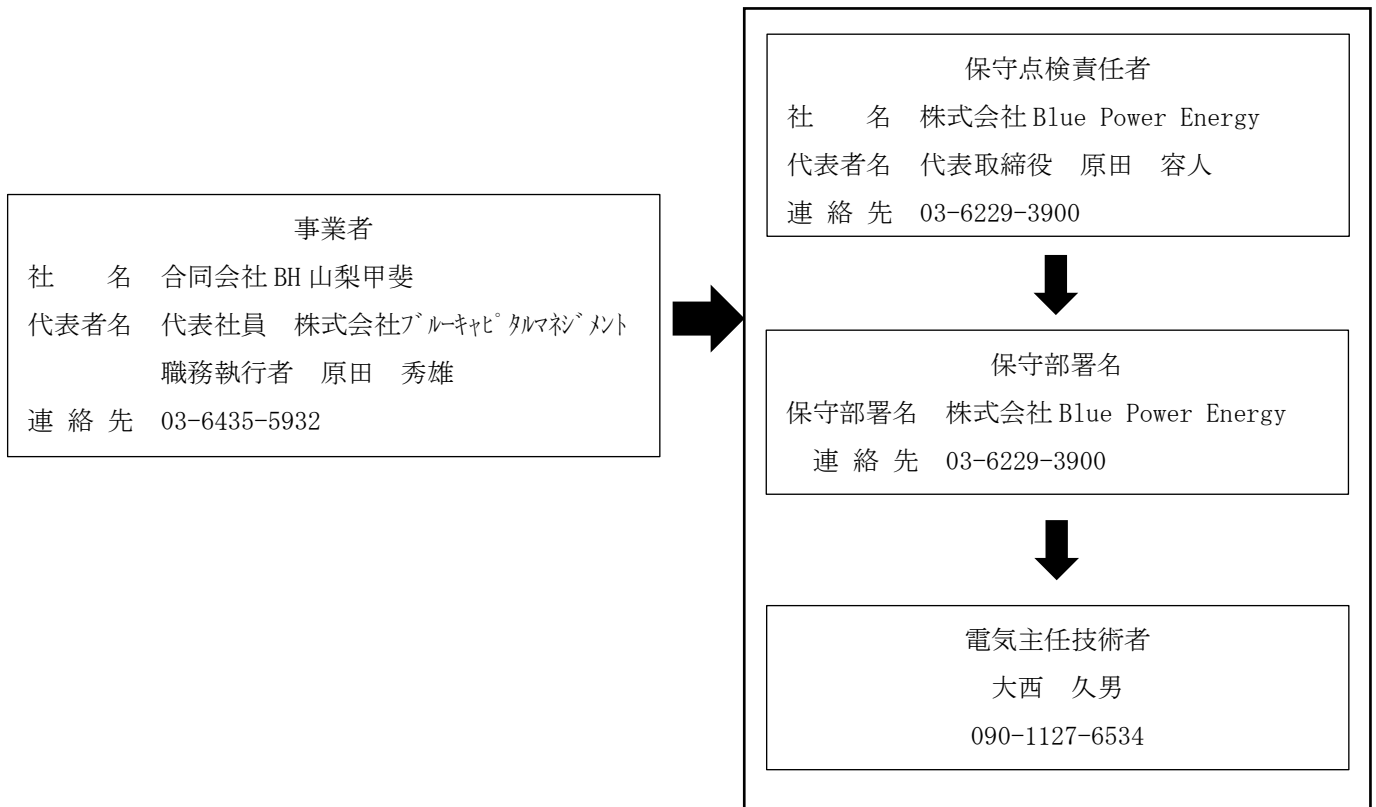 事業者
社　　名　合同会社 BH 山梨甲斐
代表者名　代表社員　株式会社ﾌﾞﾙｰｷｬﾋﾟﾀﾙﾏﾈｼﾞﾒﾝﾄ
職務執行者　原田　秀雄
連 絡 先　03-6435-5932
保守点検責任者
社　　名　株式会社 Blue Power Energy
代表者名　代表取締役　原田　容人
連 絡 先　03-6229-3900
保守部署名
保守部署名　株式会社 Blue Power Energy
連 絡 先　03-6229-3900
電気主任技術者
大西　久男
090-1127-6534